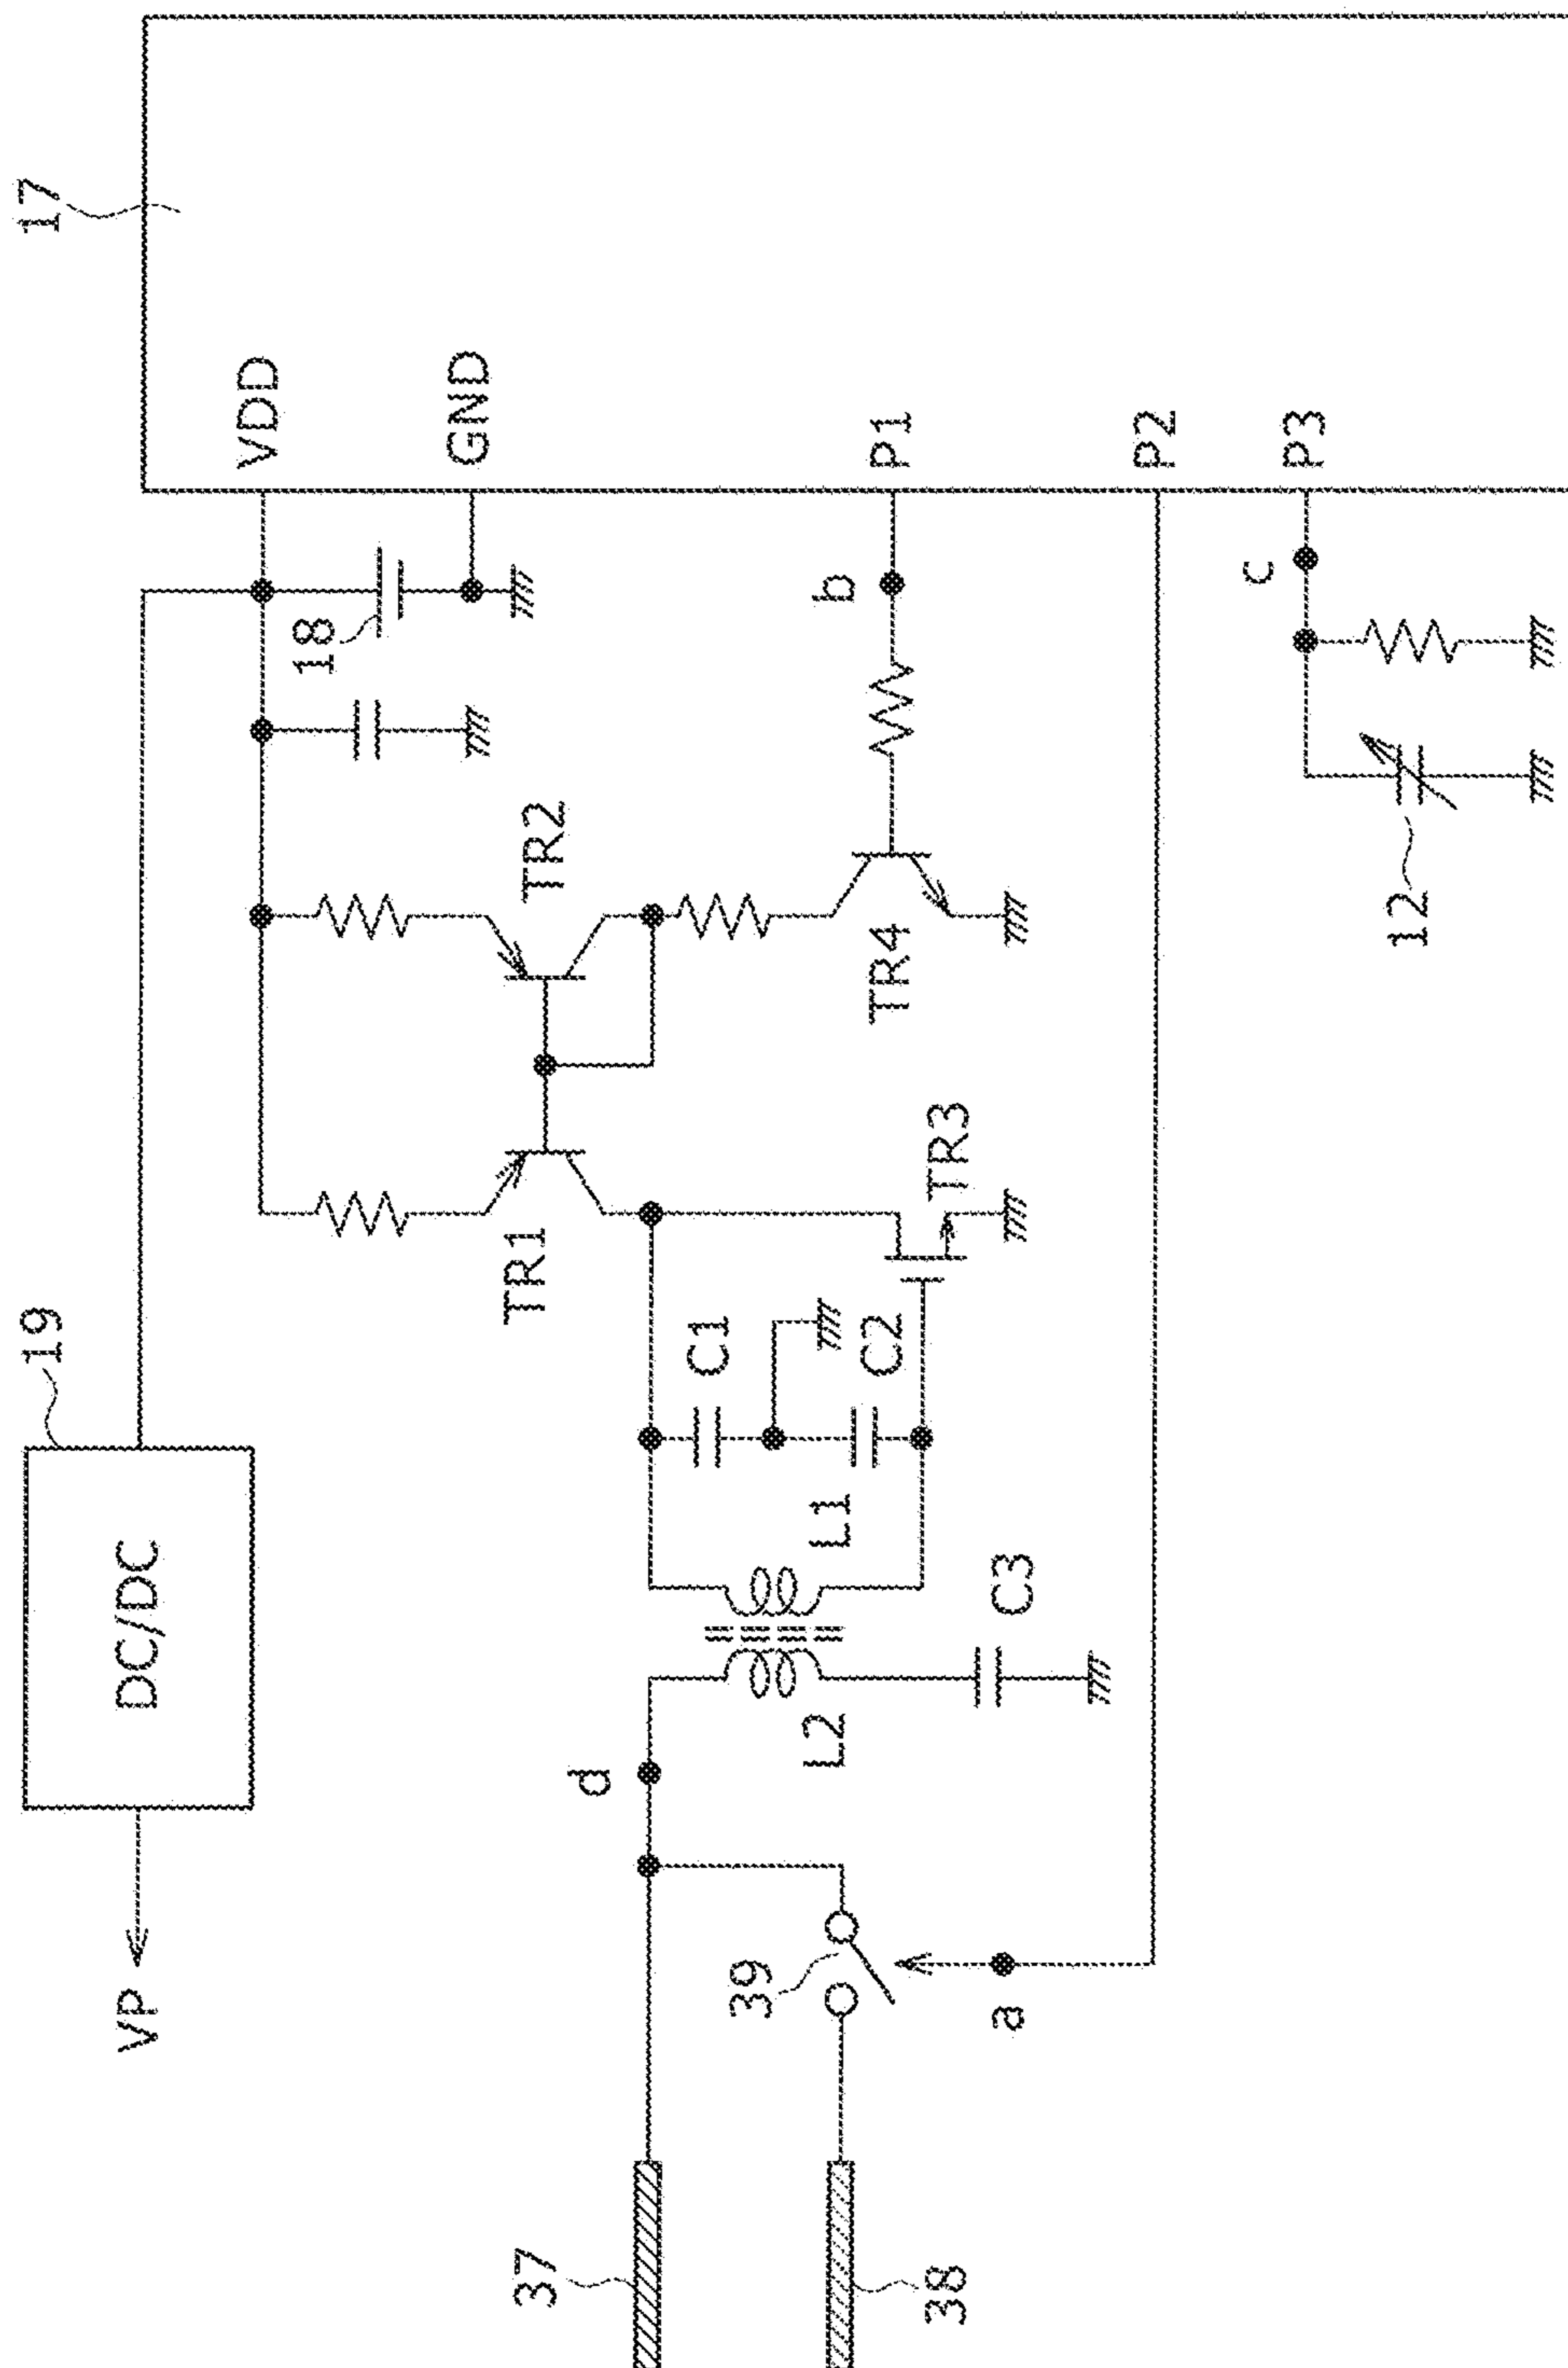 17
VDD
GND
P1
P2
P3
18
b
c
12
TR2
TR4
TR1
TR3
19
DC/DC
VP
C1
C2
L1
L2
C3
d
39
a
37
38